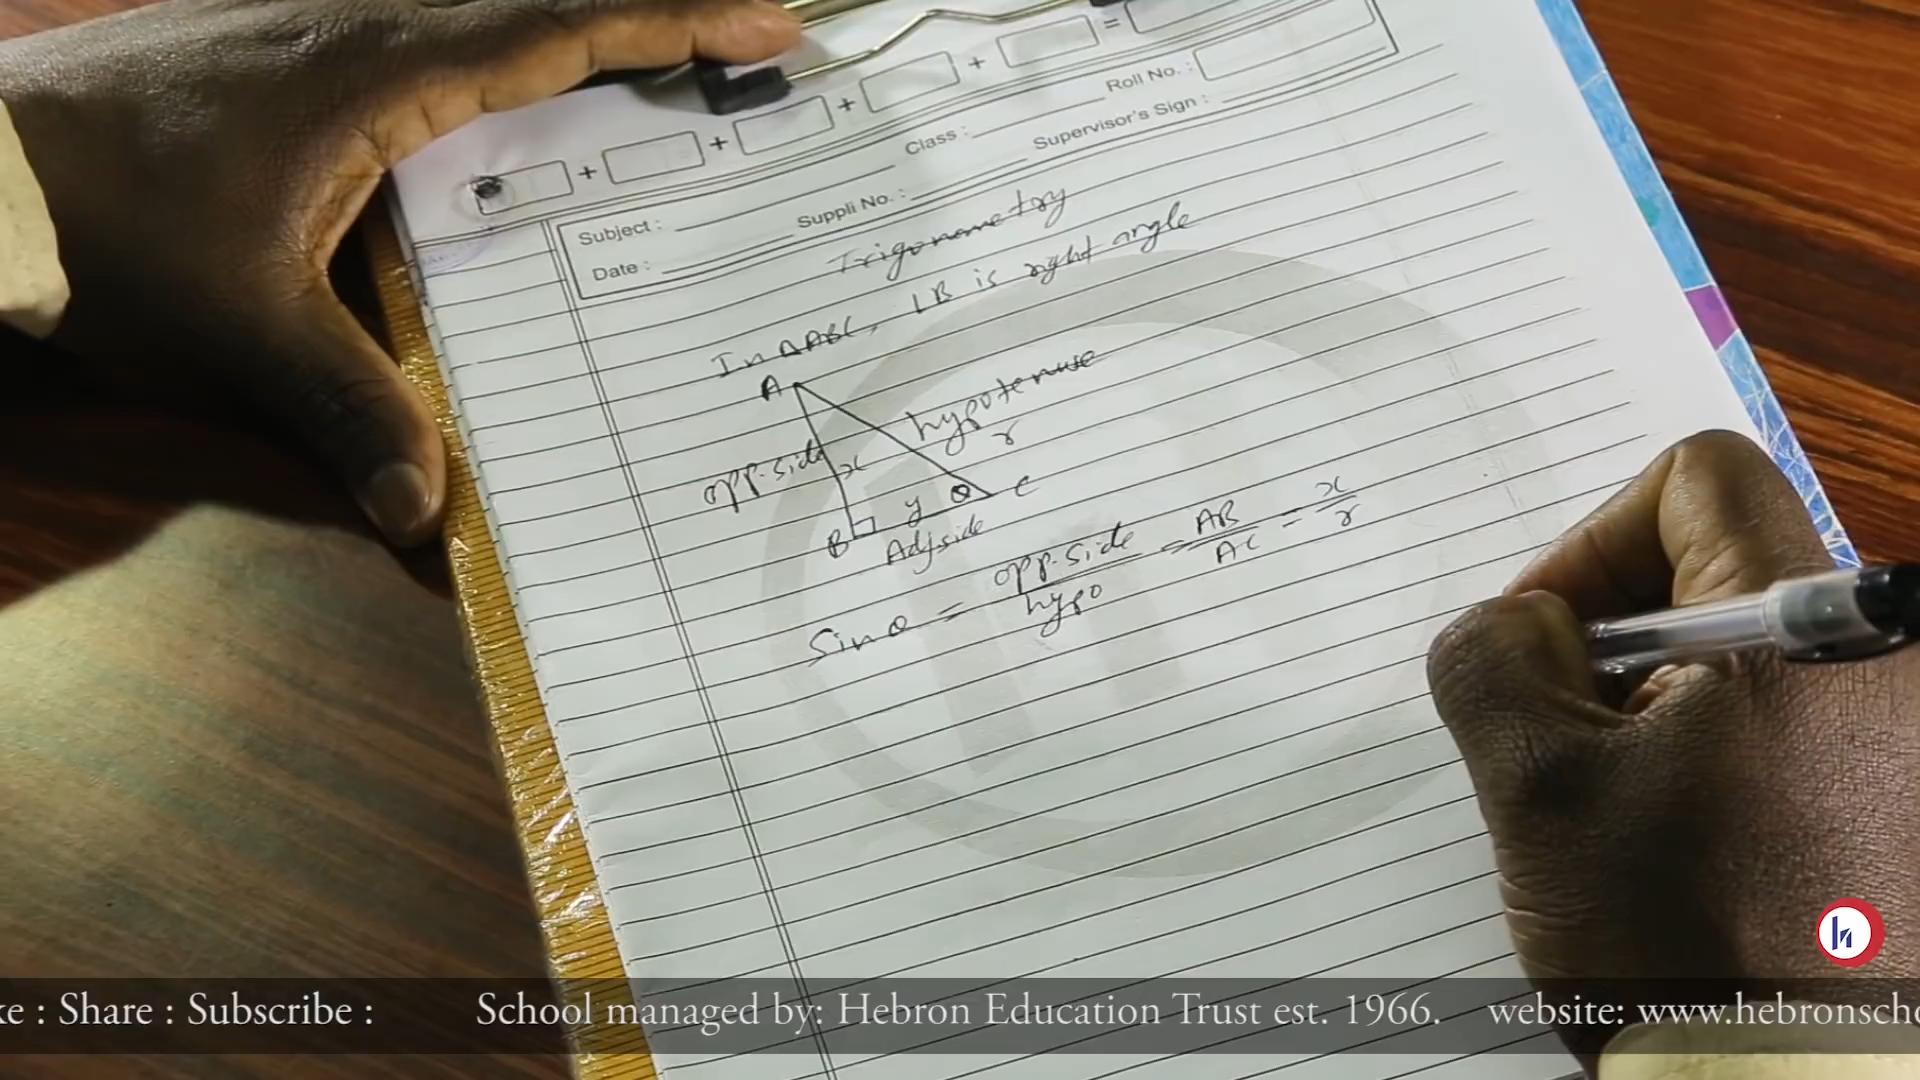 + + + + =
Class : Roll No. :
Subject : Suppli No. : Supervisor's Sign :
Date :
Trigonometry
In △ABC, ∠B is right angle
A
hypotenuse
r
opp. side x
y θ C
B Adj side
Sin θ = opp. side / hypo = AB / AC = x / r
h
ke : Share : Subscribe : School managed by: Hebron Education Trust est. 1966. website: www.hebronscho